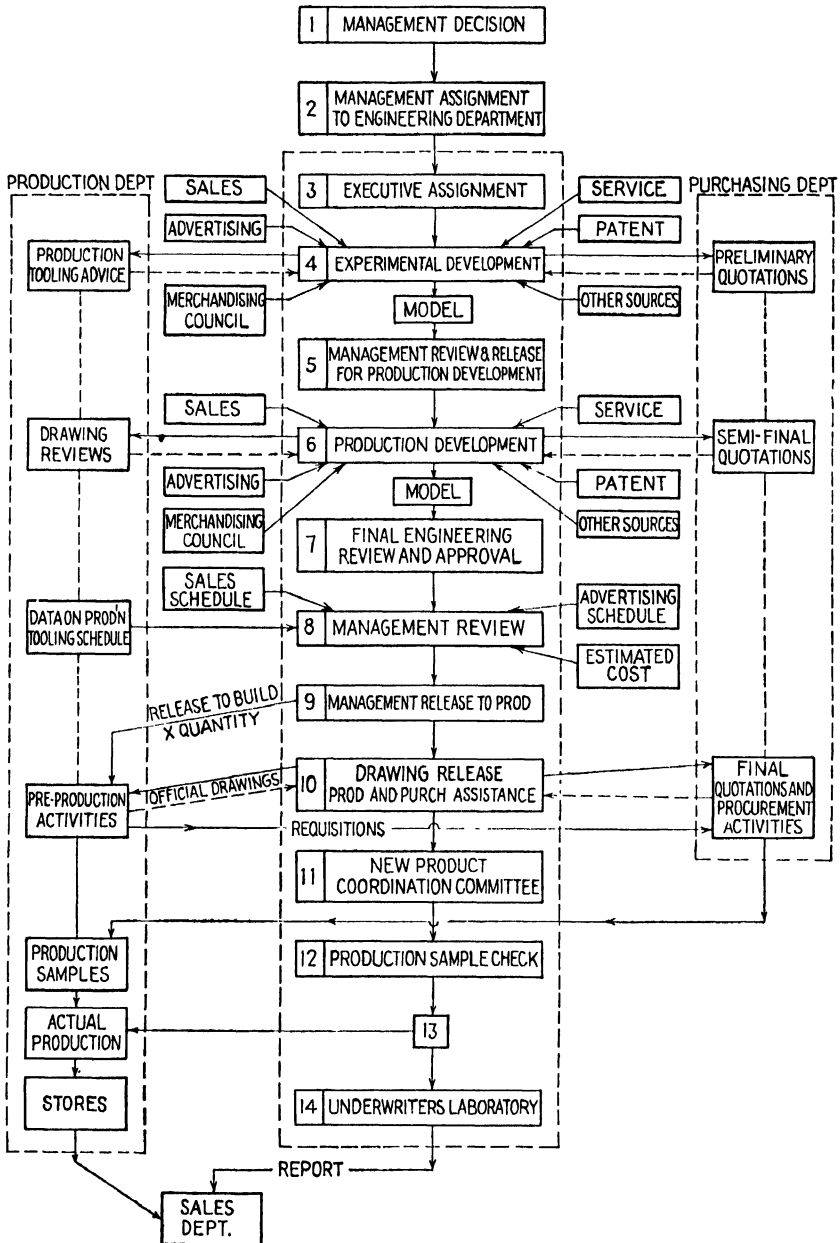 1 MANAGEMENT DECISION
2 MANAGEMENT ASSIGNMENT
TO ENGINEERING DEPARTMENT
PRODUCTION DEPT
SALES
3 EXECUTIVE ASSIGNMENT
SERVICE
PURCHASING DEPT
ADVERTISING
PATENT
PRODUCTION
TOOLING ADVICE
4 EXPERIMENTAL DEVELOPMENT
PRELIMINARY
QUOTATIONS
MERCHANDISING
COUNCIL
MODEL
OTHER SOURCES
5 MANAGEMENT REVIEW & RELEASE
FOR PRODUCTION DEVELOPMENT
SALES
SERVICE
DRAWING
REVIEWS
6 PRODUCTION DEVELOPMENT
SEMI-FINAL
QUOTATIONS
ADVERTISING
MODEL
PATENT
MERCHANDISING
COUNCIL
OTHER SOURCES
7 FINAL ENGINEERING
REVIEW AND APPROVAL
SALES
SCHEDULE
ADVERTISING
SCHEDULE
DATA ON PROD'N
TOOLING SCHEDULE
8 MANAGEMENT REVIEW
ESTIMATED
COST
RELEASE TO BUILD
X QUANTITY
9 MANAGEMENT RELEASE TO PROD
PRE-PRODUCTION
ACTIVITIES
OFFICIAL DRAWINGS
10 DRAWING RELEASE
PROD AND PURCH ASSISTANCE
FINAL
QUOTATIONS AND
PROCUREMENT
ACTIVITIES
REQUISITIONS
11 NEW PRODUCT
COORDINATION COMMITTEE
PRODUCTION
SAMPLES
12 PRODUCTION SAMPLE CHECK
ACTUAL
PRODUCTION
13
STORES
14 UNDERWRITERS LABORATORY
REPORT
SALES
DEPT.